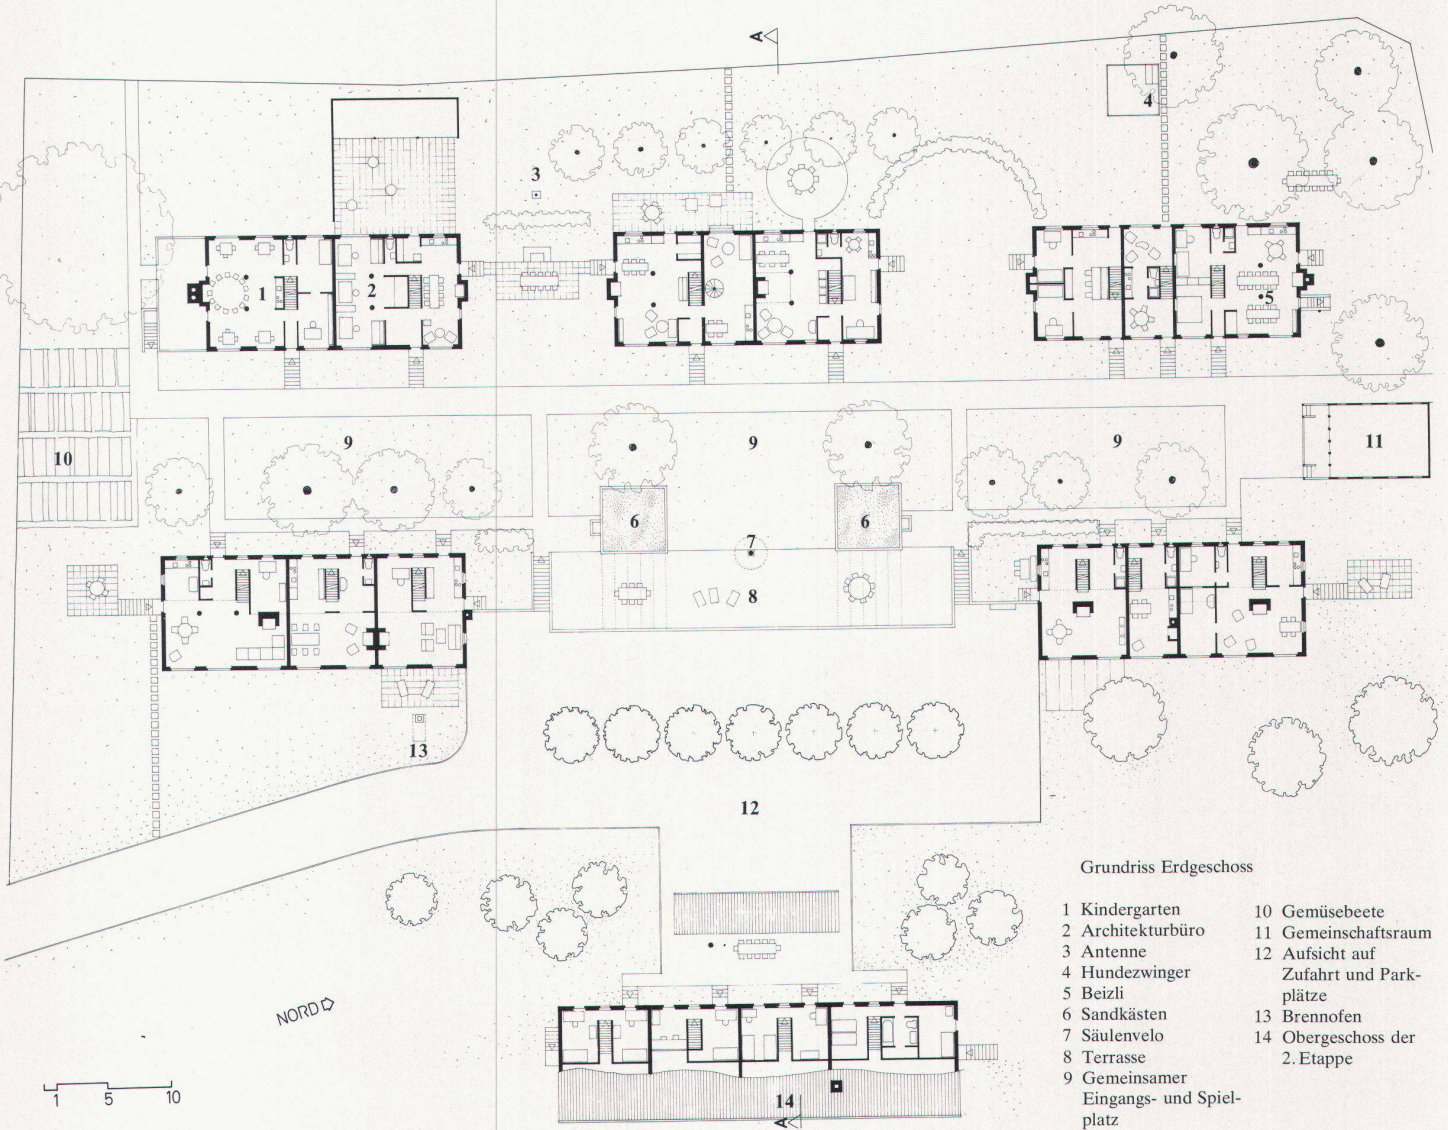 A
4
3
1
2
5
9
9
9
11
10
6
6
7
8
13
12
Grundriss Erdgeschoss
1 Kindergarten
2 Architekturbüro
3 Antenne
4 Hundezwinger
5 Beizli
6 Sandkästen
7 Säulenvelo
8 Terrasse
9 Gemeinsamer
Eingangs- und Spiel-
platz
10 Gemüsebeete
11 Gemeinschaftsraum
12 Aufsicht auf
Zufahrt und Park-
plätze
13 Brennofen
14 Obergeschoss der
2. Etappe
NORD
1 5 10
14
A